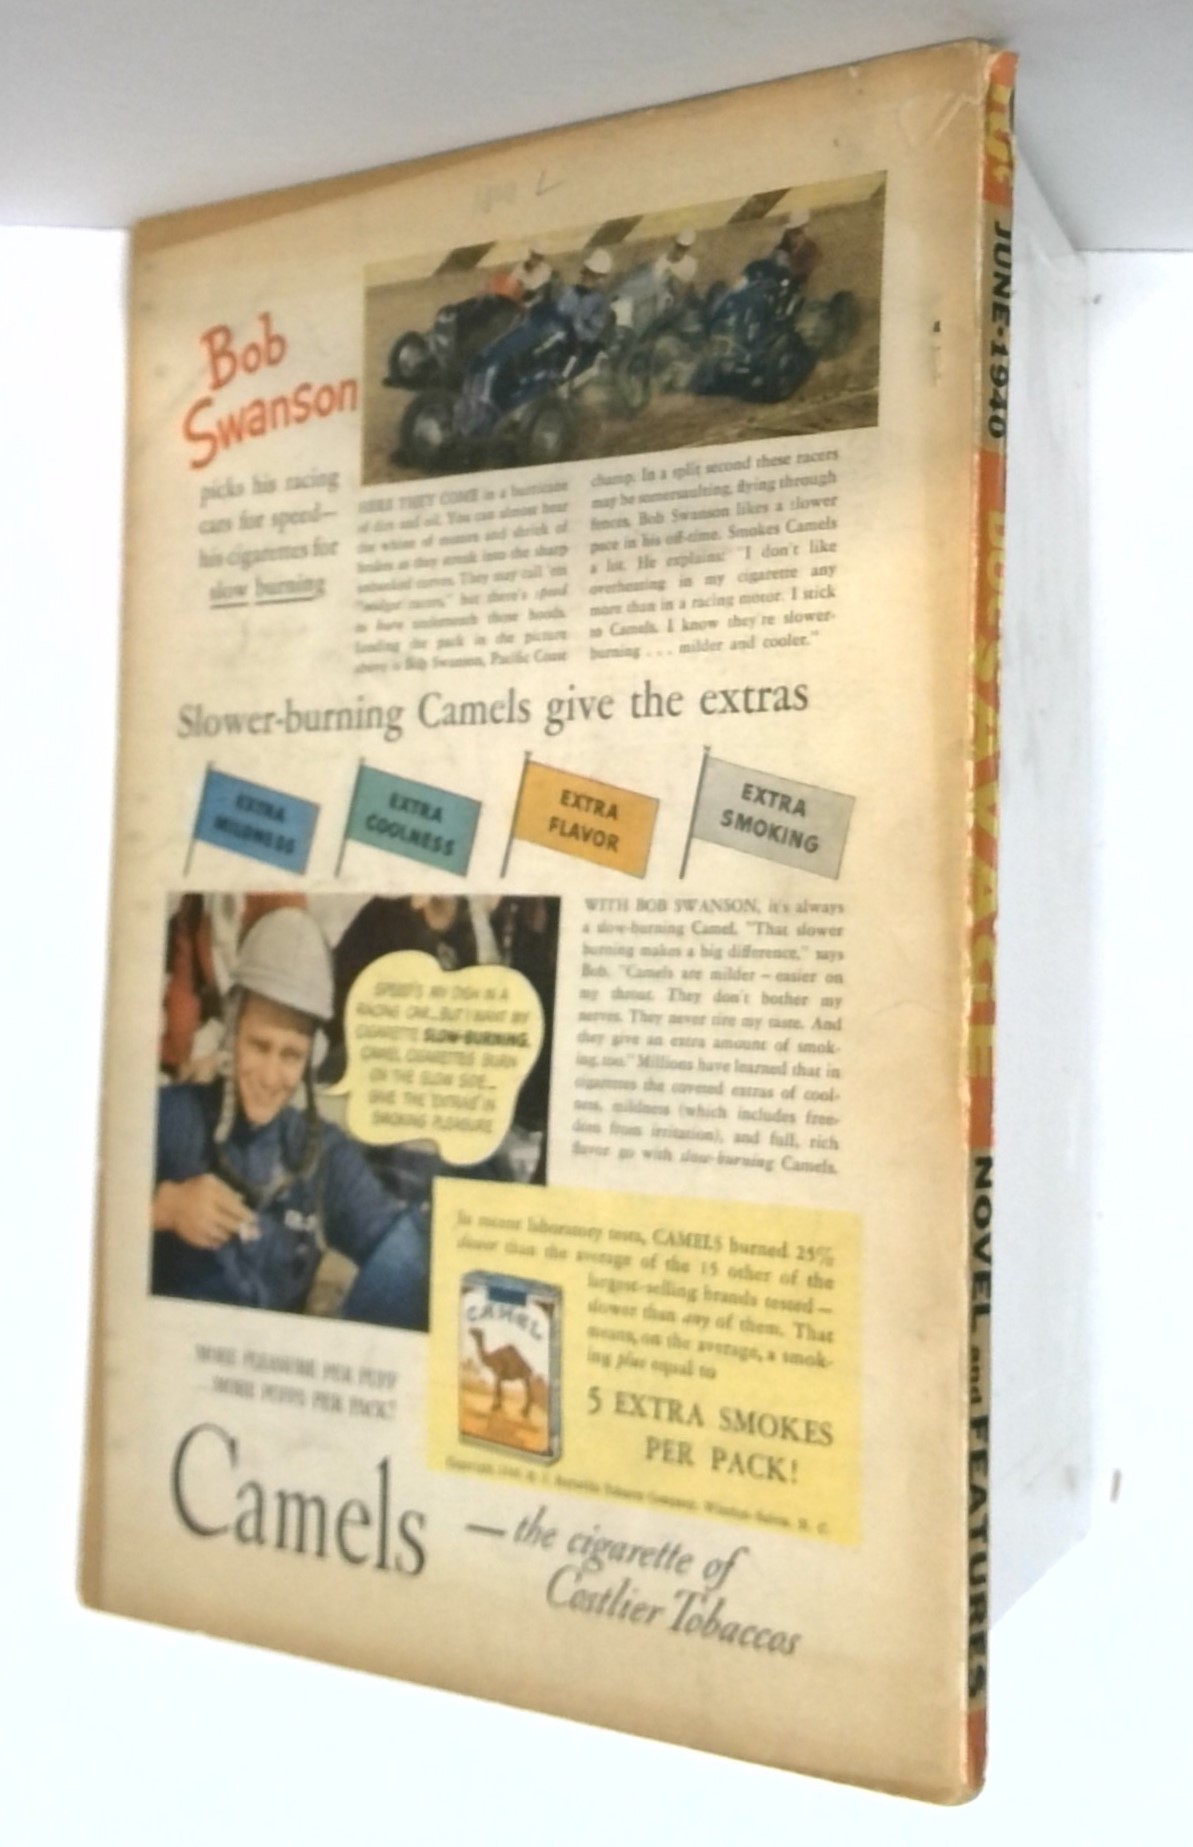 Bob
Swanson
picks his racing
cars for speed—
his cigarettes for
slow burning
HERE THEY COME in a hurricane
of din and oil. You can almost hear
the whine of motors and shriek of
brakes as they streak into the sharp
unbanked curves. They may call 'em
"midget racers," but there's speed
to burn underneath those hoods.
Leading the pack in the picture
above is Bob Swanson, Pacific Coast
champ. In a split second these racers
may be somersaulting, flying through
fences. Bob Swanson likes a slower
pace in his off-time. Smokes Camels
a lot. He explains: "I don't like
overheating in my cigarette any
more than in a racing motor. I stick
to Camels. I know they're slower-
burning . . . milder and cooler."
Slower-burning Camels give the extras
EXTRA
MILDNESS
EXTRA
COOLNESS
EXTRA
FLAVOR
EXTRA
SMOKING
SPEED'S MY DISH IN A
RACING CAR...BUT I WANT MY
CIGARETTE SLOW-BURNING.
CAMEL CIGARETTES BURN
ON THE SLOW SIDE...
GIVE THE 'EXTRAS' IN
SMOKING PLEASURE
WITH BOB SWANSON, it's always
a slow-burning Camel. "That slower
burning makes a big difference," says
Bob. "Camels are milder – easier on
my throat. They don't bother my
nerves. They never tire my taste. And
they give an extra amount of smok-
ing, too." Millions have learned that in
cigarettes the coveted extras of cool-
ness, mildness (which includes free-
dom from irritation), and full, rich
flavor go with slow-burning Camels.
In recent laboratory tests, CAMELS burned 25%
slower than the average of the 15 other of the
largest-selling brands tested –
slower than any of them. That
means, on the average, a smok-
ing plus equal to
5 EXTRA SMOKES
PER PACK!
CAMEL
Copyright, 1940, R. J. Reynolds Tobacco Company, Winston-Salem, N. C.
MORE PLEASURE PER PUFF
...MORE PUFFS PER PACK!
Camels
— the cigarette of
Costlier Tobaccos
JUNE·1940
DOC SAVAGE
NOVEL and FEATURES